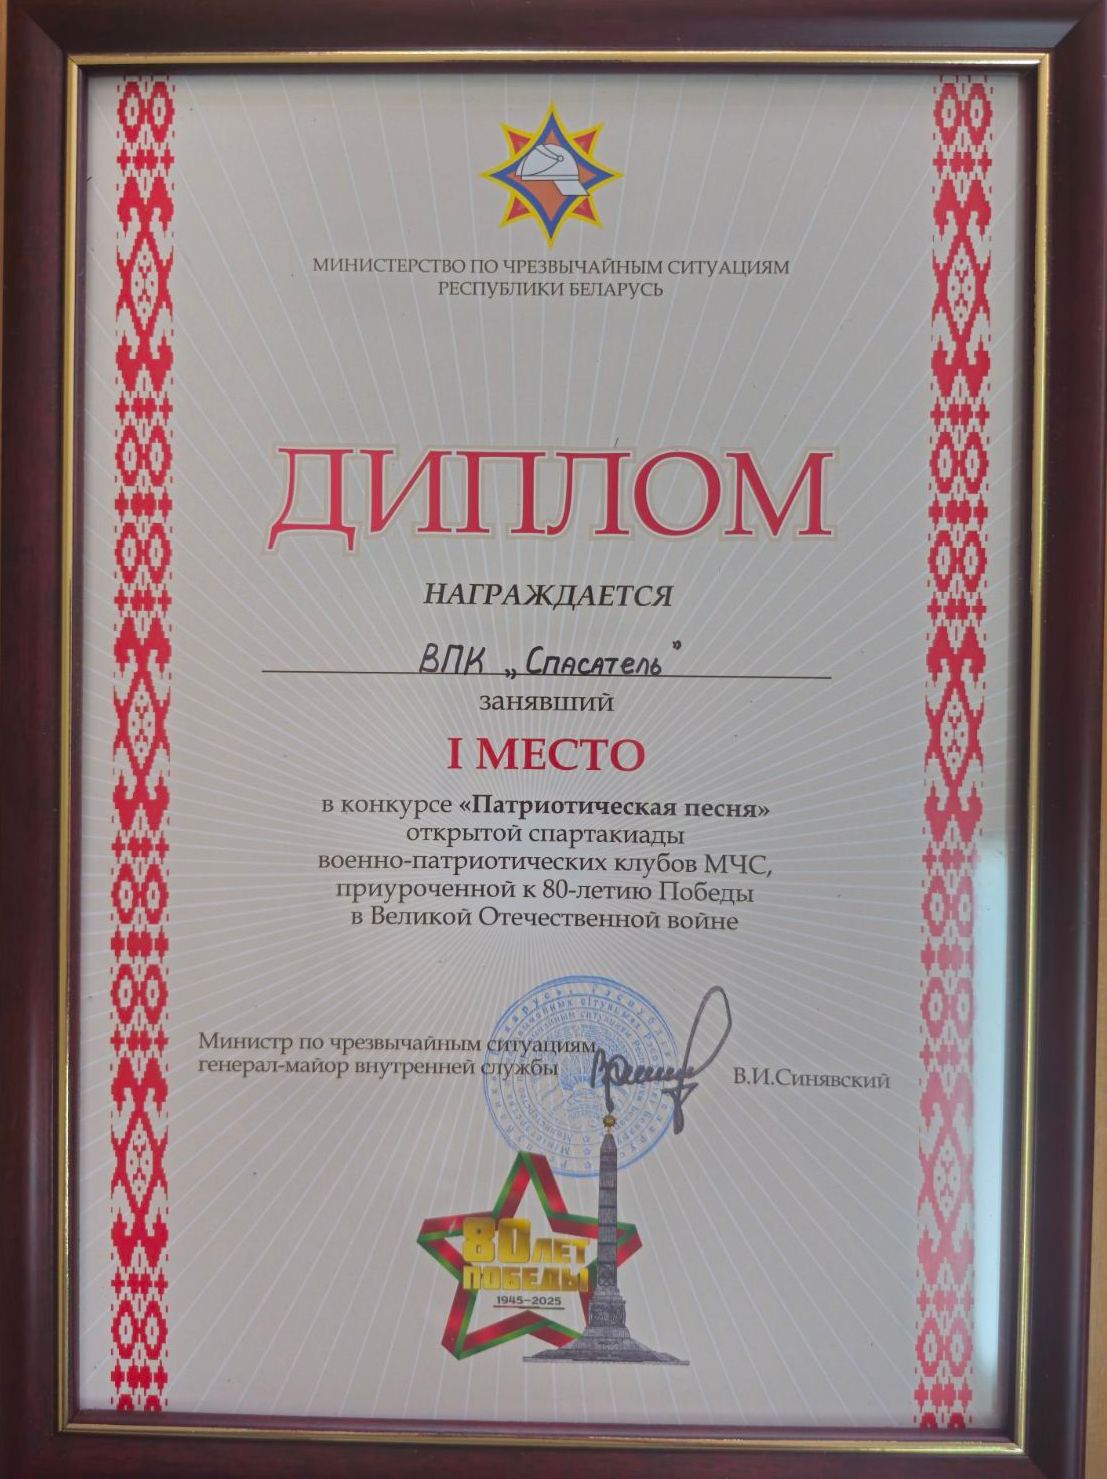 МИНИСТЕРСТВО ПО ЧРЕЗВЫЧАЙНЫМ СИТУАЦИЯМ
РЕСПУБЛИКИ БЕЛАРУСЬ
ДИПЛОМ
НАГРАЖДАЕТСЯ
ВПК „Спасатель”
занявший
I МЕСТО
в конкурсе «Патриотическая песня»
открытой спартакиады
военно-патриотических клубов МЧС,
приуроченной к 80-летию Победы
в Великой Отечественной войне
Министр по чрезвычайным ситуациям
генерал-майор внутренней службы
В.И.Синявский
80 ЛЕТ
ПОБЕДЫ
1945–2025